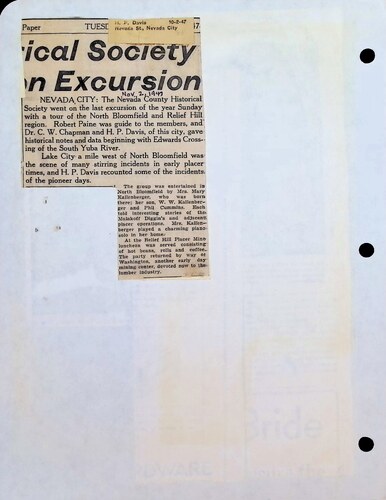 Paper TUESD 47
H. P. Davis 10-2-47
Nevada St., Nevada City
ical Society
n Excursion
Nov. 2, 1947
NEVADA CITY: The Nevada County Historical
Society went on the last excursion of the year Sunday
with a tour of the North Bloomfield and Relief Hill
region. Robert Paine was guide to the members, and
Dr. C. W. Chapman and H. P. Davis, of this city, gave
historical notes and data beginning with Edwards Cross-
ing of the South Yuba River.
Lake City a mile west of North Bloomfield was
the scene of many stirring incidents in early placer
times, and H. P. Davis recounted some of the incidents
of the pioneer days.
The group was entertained in
North Bloomfield by Mrs. Mary
Kallenberger, who was born
there; her son, W. W. Kallenber-
ger and Phil Cummins. Each
told interesting stories of the
Malakoff Diggin's and adjacent
placer operations. Mrs. Kallen-
berger played a charming piano
solo in her home.
At the Relief Hill Placer Mine
luncheon was served consisting
of hot beans, rolls and coffee.
The party returned by way of
Washington, another early day
mining center, devoted now to the
lumber industry.